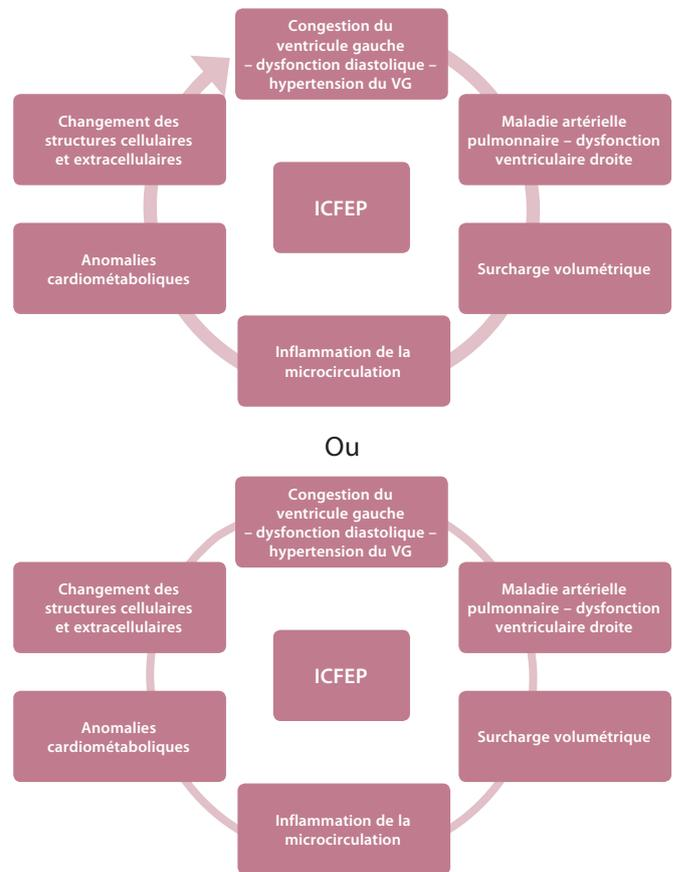 Congestion du
ventricule gauche
– dysfonction diastolique –
hypertension du VG
Changement des
structures cellulaires
et extracellulaires
Maladie artérielle
pulmonaire – dysfonction
ventriculaire droite
ICFEP
Anomalies
cardiométaboliques
Surcharge volumétrique
Inflammation de la
microcirculation
Ou
Congestion du
ventricule gauche
– dysfonction diastolique –
hypertension du VG
Changement des
structures cellulaires
et extracellulaires
Maladie artérielle
pulmonaire – dysfonction
ventriculaire droite
ICFEP
Anomalies
cardiométaboliques
Surcharge volumétrique
Inflammation de la
microcirculation